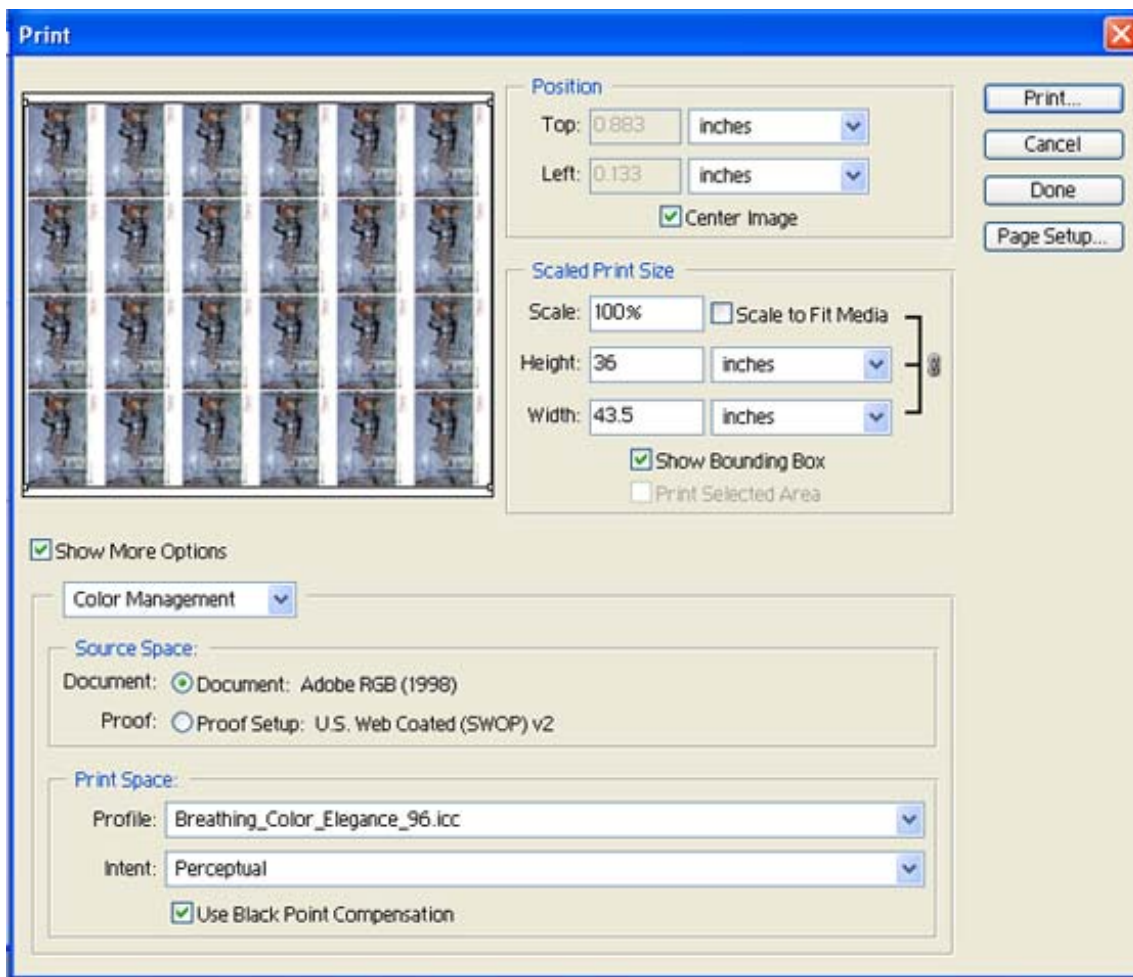 Print
Position
Top: 0.883 inches
Left: 0.133 inches
Center Image
Print...
Cancel
Done
Page Setup...
Scaled Print Size
Scale: 100% Scale to Fit Media
Height: 36 inches
Width: 43.5 inches
Show Bounding Box
Print Selected Area
Show More Options
Color Management
Source Space:
Document: Document: Adobe RGB (1998)
Proof: Proof Setup: U.S. Web Coated (SWOP) v2
Print Space:
Profile: Breathing_Color_Elegance_96.icc
Intent: Perceptual
Use Black Point Compensation